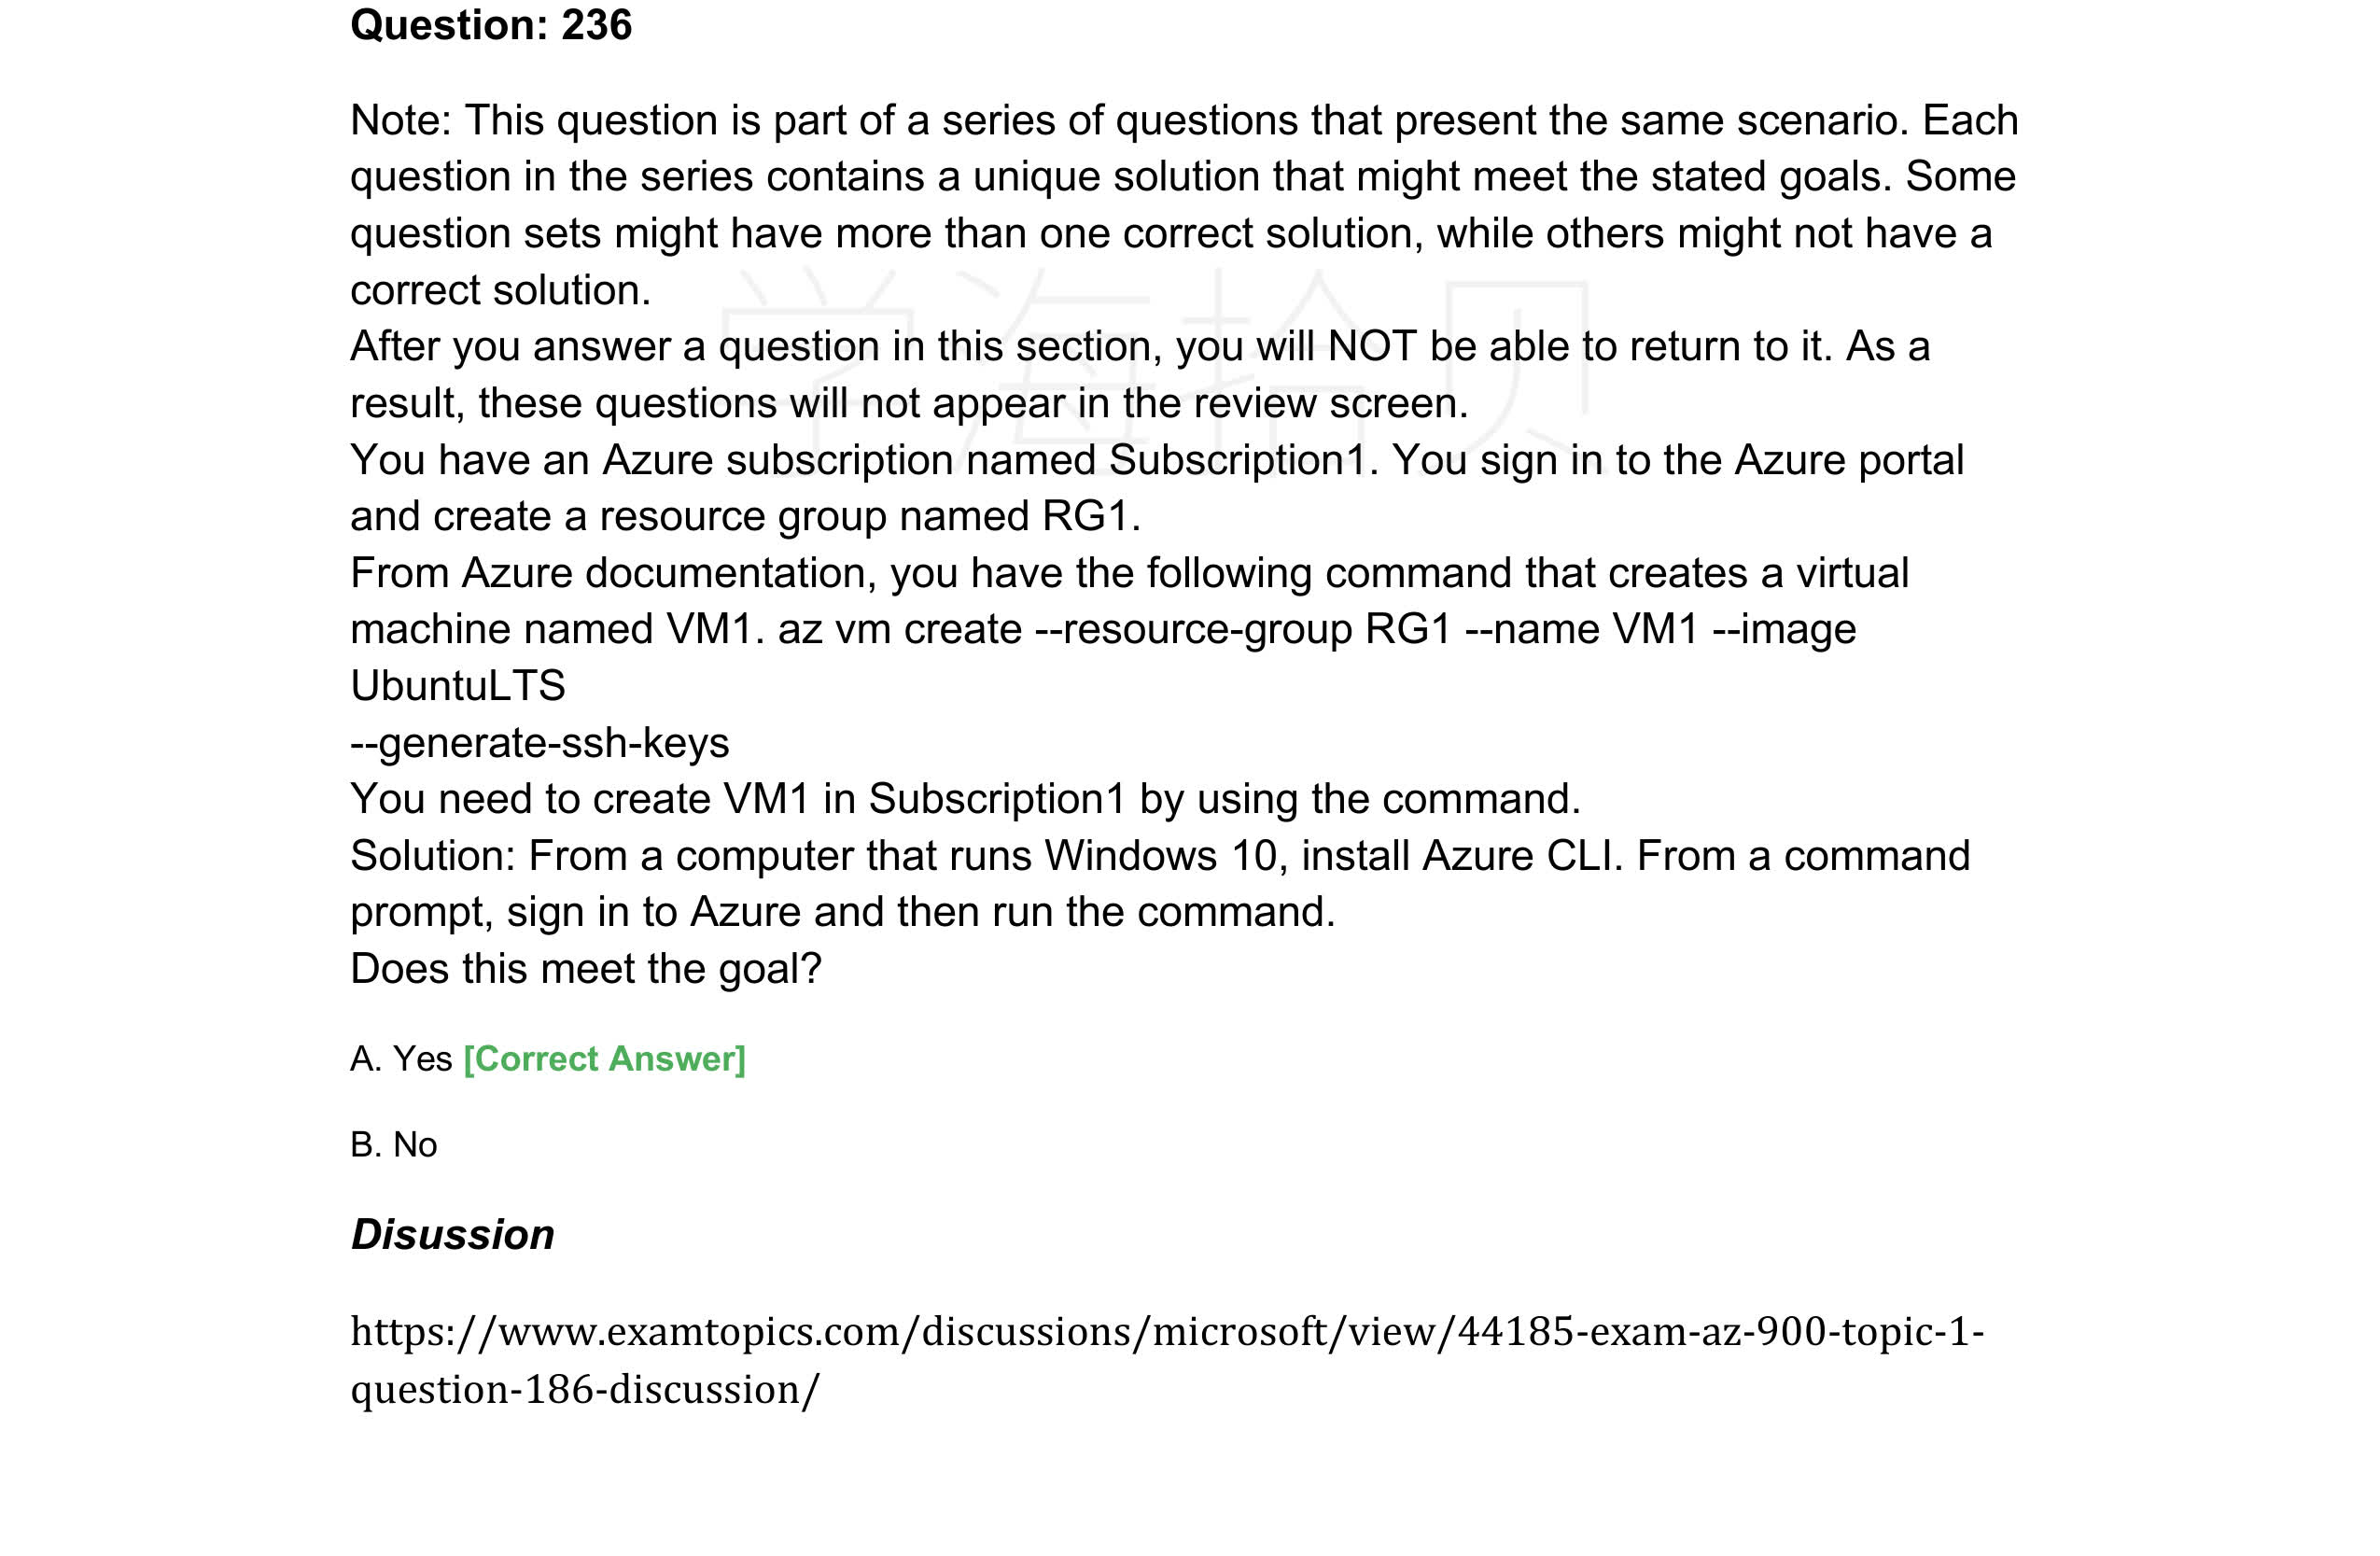 Question: 236
Note: This question is part of a series of questions that present the same scenario. Each
question in the series contains a unique solution that might meet the stated goals. Some
question sets might have more than one correct solution, while others might not have a
correct solution.
学海拾贝
After you answer a question in this section, you will NOT be able to return to it. As a
result, these questions will not appear in the review screen.
You have an Azure subscription named Subscription1. You sign in to the Azure portal
and create a resource group named RG1.
From Azure documentation, you have the following command that creates a virtual
machine named VM1. az vm create --resource-group RG1 --name VM1 --image
UbuntuLTS
--generate-ssh-keys
You need to create VM1 in Subscription1 by using the command.
Solution: From a computer that runs Windows 10, install Azure CLI. From a command
prompt, sign in to Azure and then run the command.
Does this meet the goal?
A. Yes [Correct Answer]
B. No
Disussion
https://www.examtopics.com/discussions/microsoft/view/44185-exam-az-900-topic-1-
question-186-discussion/